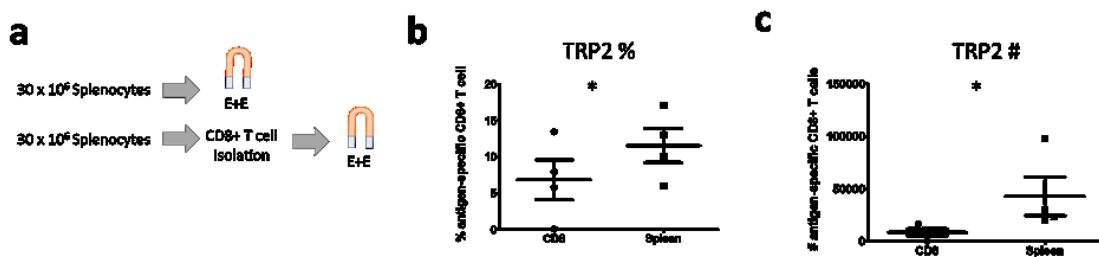 a
30 x 10⁶ Splenocytes
E+E
30 x 10⁶ Splenocytes
CD8+ T cell
Isolation
E+E
b
TRP2 %
% antigen-specific CD8+ T cell
20
15
10
5
0
*
CD8
Spleen
c
TRP2 #
# antigen-specific CD8+ T cells
150000
100000
50000
0
*
CD8
Spleen